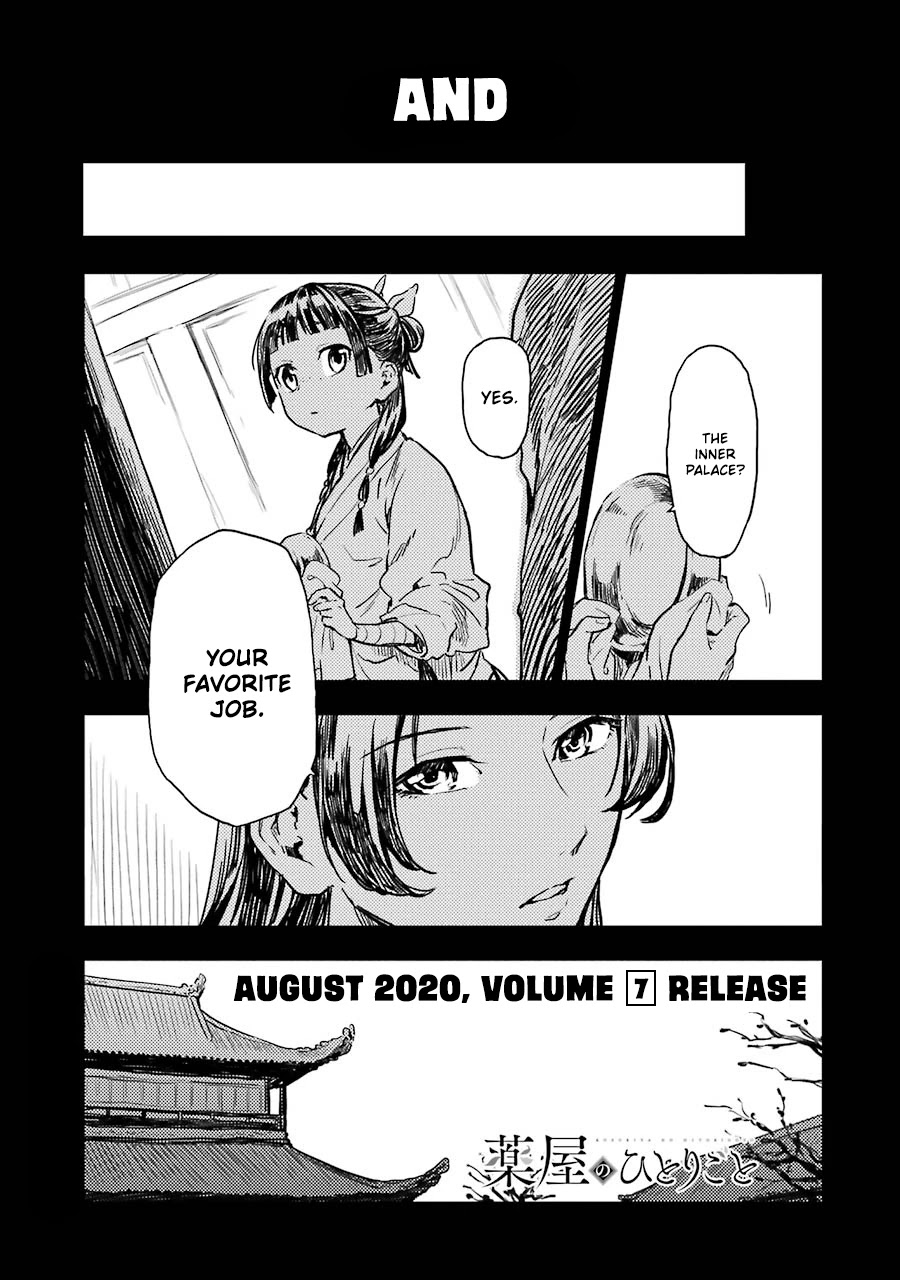 AND
THE
INNER
PALACE?
YES.
YOUR
FAVORITE
JOB.
AUGUST 2020, VOLUME 7 RELEASE
薬屋のひとりごと